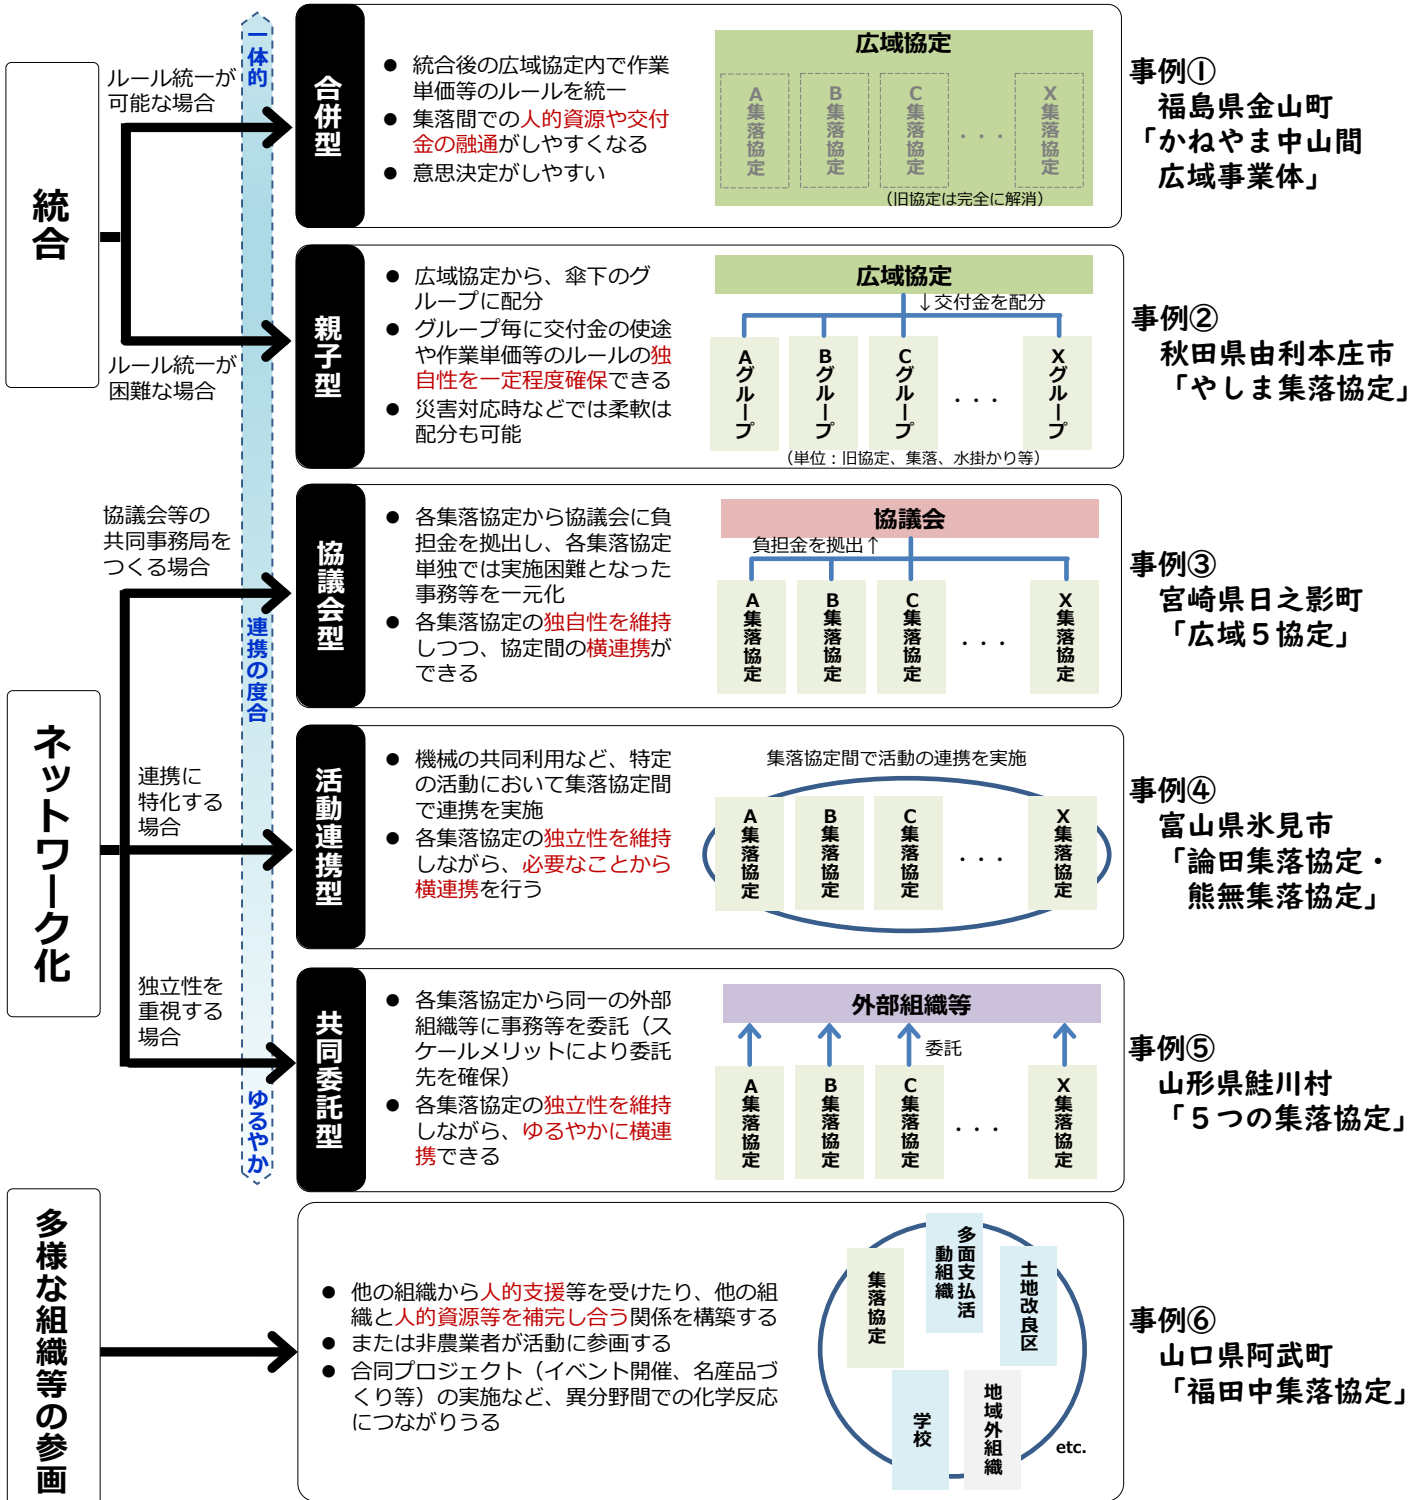 統合
ルール統一が
可能な場合
ルール統一が
困難な場合
一体的
連携の度合
ゆるやか
合併型
● 統合後の広域協定内で作業
単価等のルールを統一
● 集落間での人的資源や交付
金の融通がしやすくなる
● 意思決定がしやすい
広域協定
A集落協定
B集落協定
C集落協定
・・・
X集落協定
（旧協定は完全に解消）
事例①
福島県金山町
「かねやま中山間
広域事業体」
親子型
● 広域協定から、傘下のグ
ループに配分
● グループ毎に交付金の使途
や作業単価等のルールの独
自性を一定程度確保できる
● 災害対応時などでは柔軟は
配分も可能
広域協定
↓交付金を配分
Aグループ
Bグループ
Cグループ
・・・
Xグループ
（単位：旧協定、集落、水掛かり等）
事例②
秋田県由利本庄市
「やしま集落協定」
ネットワーク化
協議会等の
共同事務局を
つくる場合
連携に
特化する
場合
独立性を
重視する
場合
協議会型
● 各集落協定から協議会に負
担金を拠出し、各集落協定
単独では実施困難となった
事務等を一元化
● 各集落協定の独自性を維持
しつつ、協定間の横連携が
できる
協議会
負担金を拠出↑
A集落協定
B集落協定
C集落協定
・・・
X集落協定
事例③
宮崎県日之影町
「広域５協定」
活動連携型
● 機械の共同利用など、特定
の活動において集落協定間
で連携を実施
● 各集落協定の独立性を維持
しながら、必要なことから
横連携を行う
集落協定間で活動の連携を実施
A集落協定
B集落協定
C集落協定
・・・
X集落協定
事例④
富山県氷見市
「論田集落協定・
熊無集落協定」
共同委託型
● 各集落協定から同一の外部
組織等に事務等を委託（ス
ケールメリットにより委託
先を確保）
● 各集落協定の独立性を維持
しながら、ゆるやかに横連
携できる
外部組織等
委託
A集落協定
B集落協定
C集落協定
・・・
X集落協定
事例⑤
山形県鮭川村
「５つの集落協定」
多様な組織等の参画
● 他の組織から人的支援等を受けたり、他の組
織と人的資源等を補完し合う関係を構築する
● または非農業者が活動に参画する
● 合同プロジェクト（イベント開催、名産品づ
くり等）の実施など、異分野間での化学反応
につながりうる
集落協定
多面支払活
動組織
土地改良区
学校
地域外組織
etc.
事例⑥
山口県阿武町
「福田中集落協定」